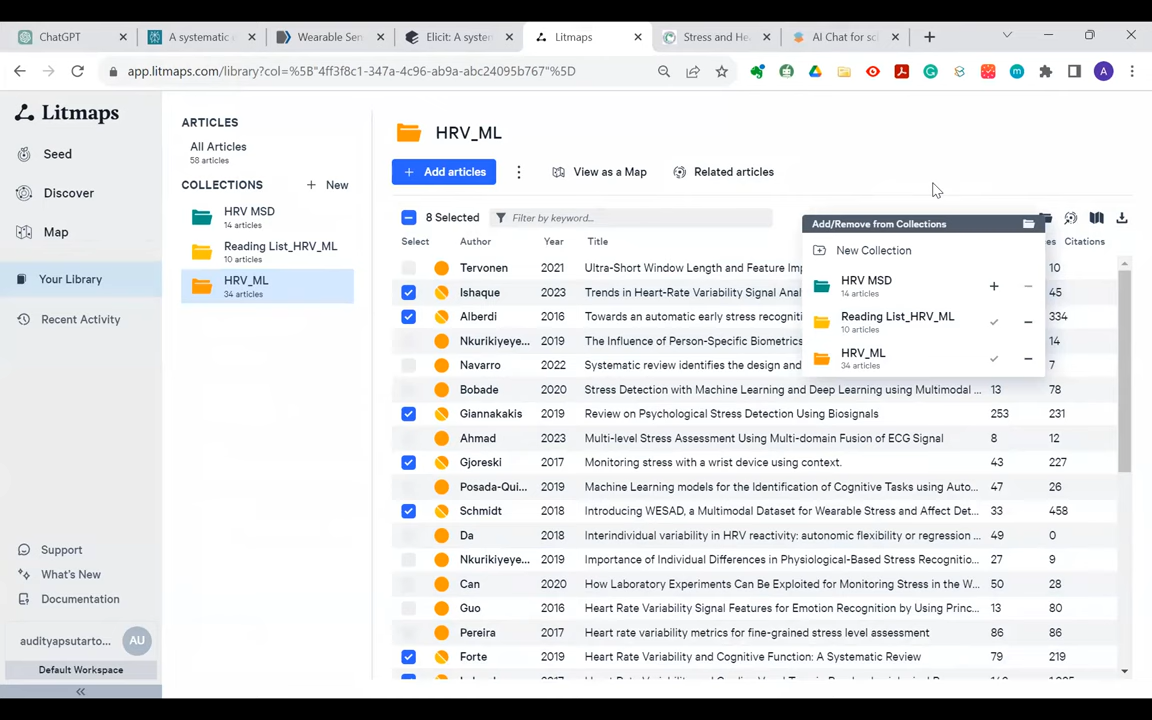 ChatGPT
A systematic
Wearable Sen
Elicit: A system
Litmaps
Stress and He
AI Chat for sc
app.litmaps.com/library?col=%5B"4ff3f8c1-347a-4c96-ab9a-abc24095b767"%5D
A
Litmaps
Seed
Discover
Map
Your Library
Recent Activity
Support
What's New
Documentation
audityapsutarto...
AU
Default Workspace
ARTICLES
All Articles
58 articles
COLLECTIONS
+ New
HRV MSD
14 articles
Reading List_HRV_ML
10 articles
HRV_ML
34 articles
HRV_ML
+ Add articles
View as a Map
Related articles
8 Selected
Filter by keyword...
Select Author Year Title Citations
Add/Remove from Collections
New Collection
HRV MSD
14 articles
Reading List_HRV_ML
10 articles
HRV_ML
34 articles
Tervonen 2021 Ultra-Short Window Length and Feature Imp 10
Ishaque 2023 Trends in Heart-Rate Variability Signal Anal 45
Alberdi 2016 Towards an automatic early stress recogniti 334
Nkurikiyeye... 2019 The Influence of Person-Specific Biometrics 14
Navarro 2022 Systematic review identifies the design and 7
Bobade 2020 Stress Detection with Machine Learning and Deep Learning using Multimodal ... 13 78
Giannakakis 2019 Review on Psychological Stress Detection Using Biosignals 253 231
Ahmad 2023 Multi-level Stress Assessment Using Multi-domain Fusion of ECG Signal 8 12
Gjoreski 2017 Monitoring stress with a wrist device using context. 43 227
Posada-Qui... 2019 Machine Learning models for the Identification of Cognitive Tasks using Auto... 47 26
Schmidt 2018 Introducing WESAD, a Multimodal Dataset for Wearable Stress and Affect Det... 33 458
Da 2018 Interindividual variability in HRV reactivity: autonomic flexibility or regression ... 49 0
Nkurikiyeye... 2019 Importance of Individual Differences in Physiological-Based Stress Recognitio... 27 9
Can 2020 How Laboratory Experiments Can Be Exploited for Monitoring Stress in the W... 50 28
Guo 2016 Heart Rate Variability Signal Features for Emotion Recognition by Using Princ... 13 80
Pereira 2017 Heart rate variability metrics for fine-grained stress level assessment 86 86
Forte 2019 Heart Rate Variability and Cognitive Function: A Systematic Review 79 219